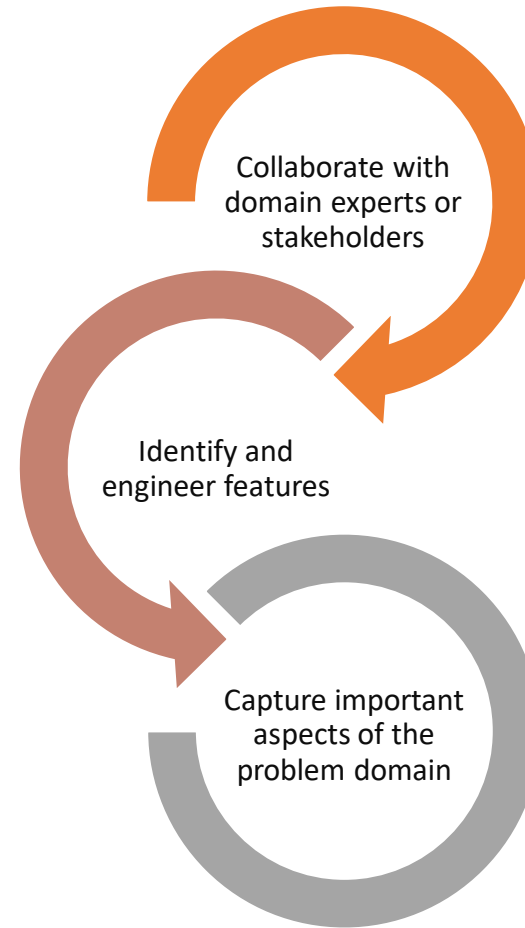 Collaborate with
domain experts or
stakeholders
Identify and
engineer features
Capture important
aspects of the
problem domain